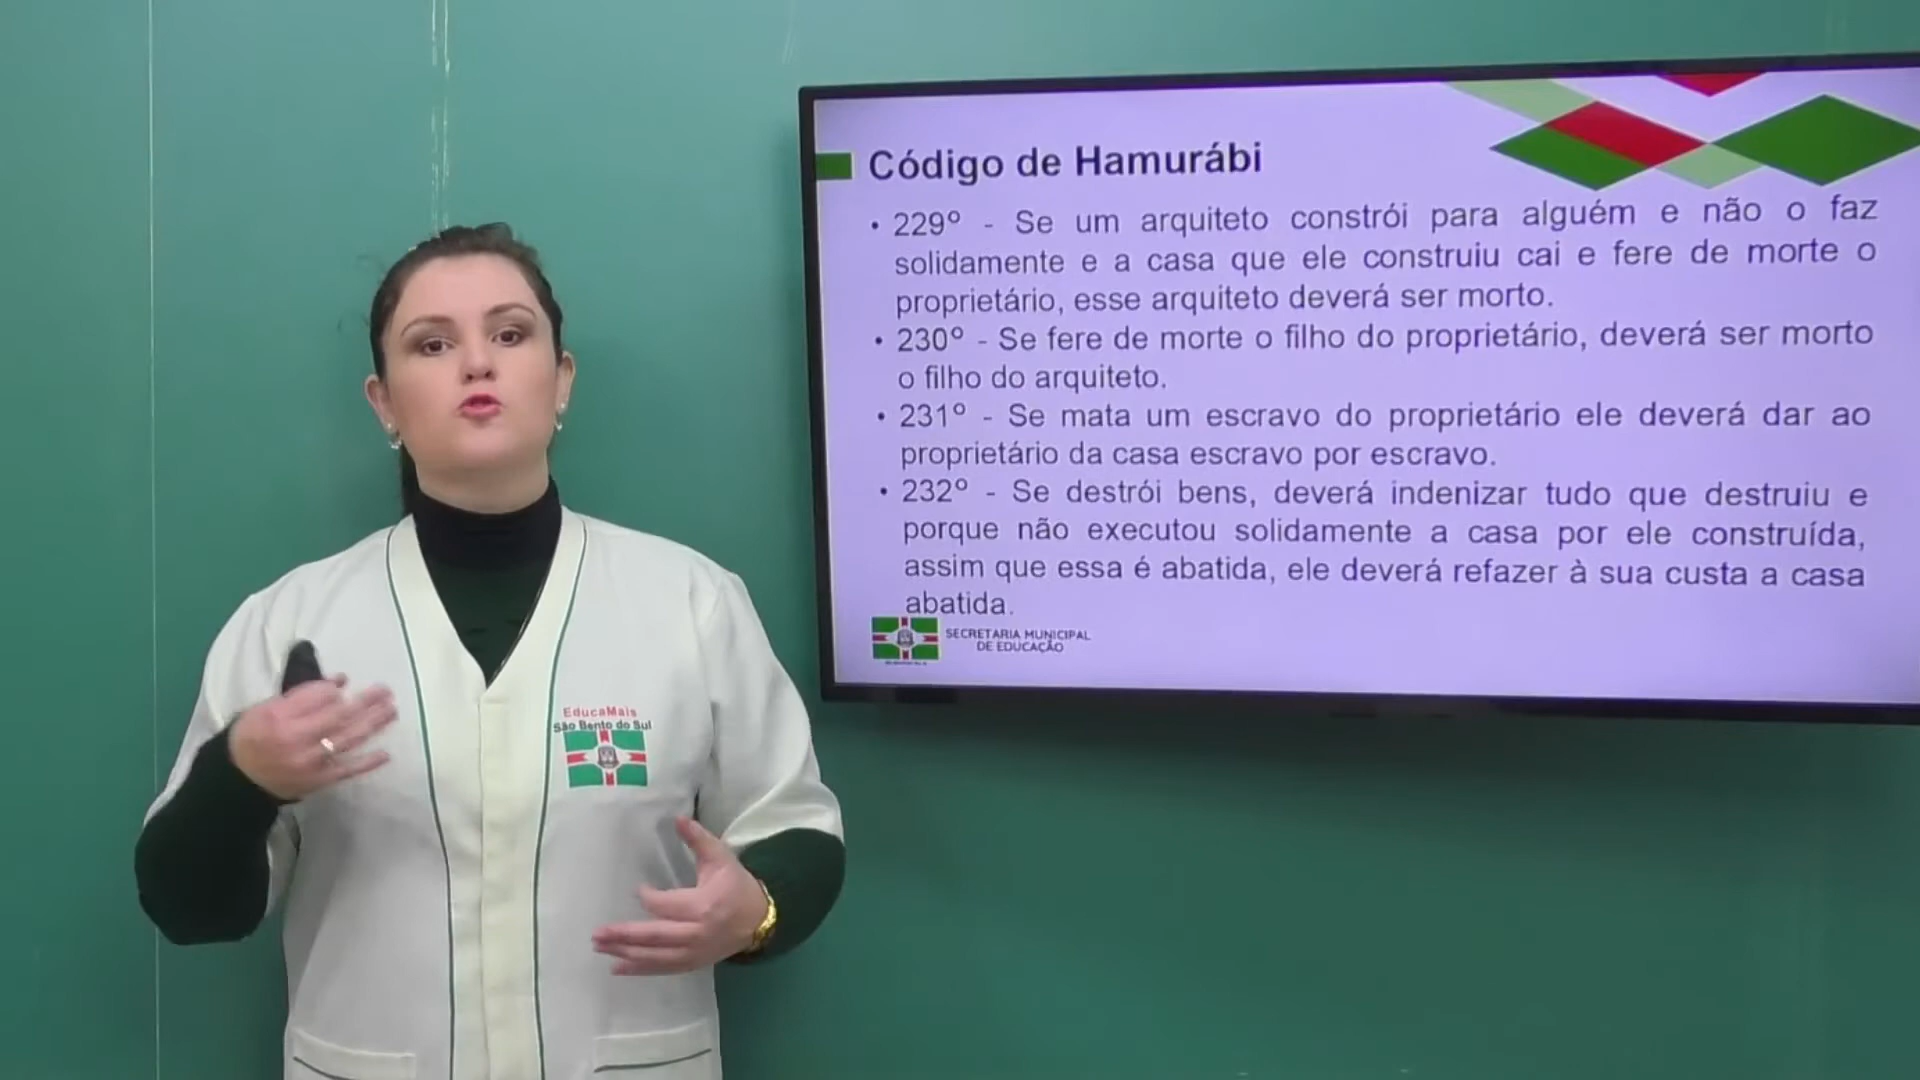 Código de Hamurábi
• 229º - Se um arquiteto constrói para alguém e não o faz
solidamente e a casa que ele construiu cai e fere de morte o
proprietário, esse arquiteto deverá ser morto.
• 230º - Se fere de morte o filho do proprietário, deverá ser morto
o filho do arquiteto.
• 231º - Se mata um escravo do proprietário ele deverá dar ao
proprietário da casa escravo por escravo.
• 232º - Se destrói bens, deverá indenizar tudo que destruiu e
porque não executou solidamente a casa por ele construída,
assim que essa é abatida, ele deverá refazer à sua custa a casa
abatida.
SECRETARIA MUNICIPAL
DE EDUCAÇÃO
EducaMais
São Bento do Sul